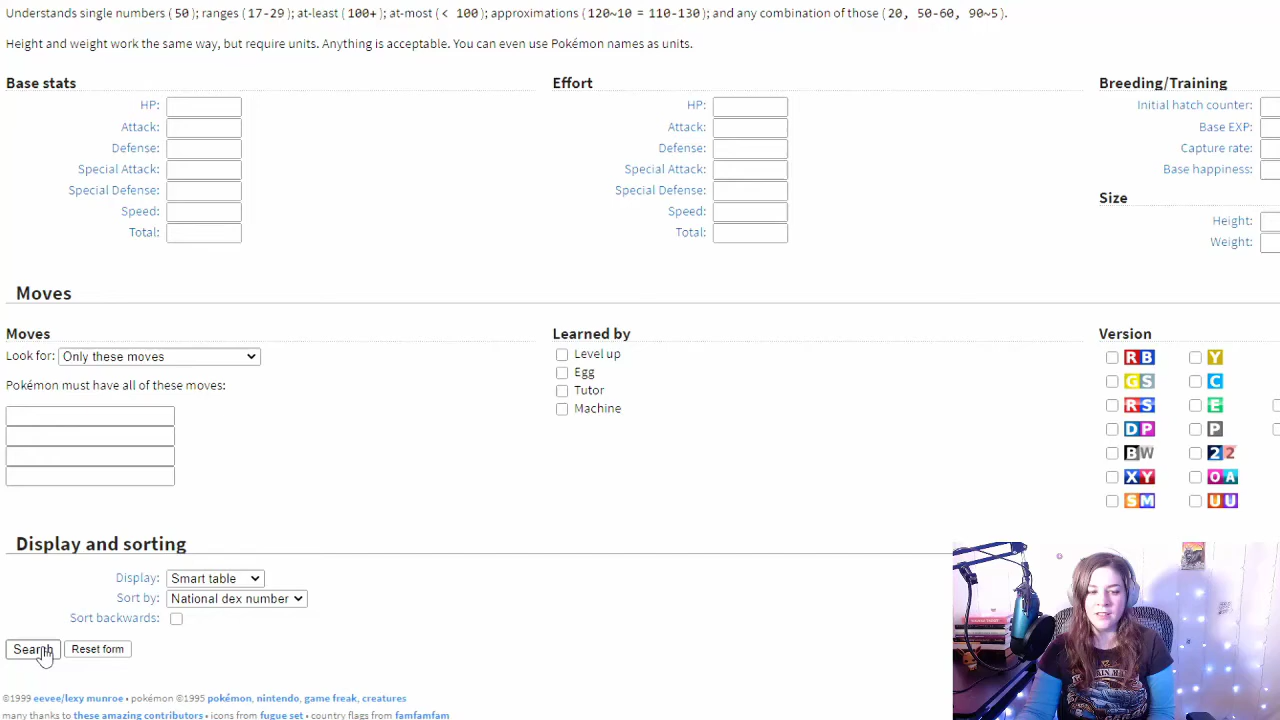 Understands single numbers (50); ranges (17-29); at-least (100+); at-most (< 100); approximations (120~10 = 110-130); and any combination of those (20, 50-60, 90~5).
Height and weight work the same way, but require units. Anything is acceptable. You can even use Pokémon names as units.
Base stats
HP:
Attack:
Defense:
Special Attack:
Special Defense:
Speed:
Total:
Effort
HP:
Attack:
Defense:
Special Attack:
Special Defense:
Speed:
Total:
Breeding/Training
Initial hatch counter:
Base EXP:
Capture rate:
Base happiness:
Size
Height:
Weight:
Moves
Moves
Look for: Only these moves
Pokémon must have all of these moves:
Learned by
Level up
Egg
Tutor
Machine
Version
RB Y
GS C
RS E
DP P
BW 22
XY OA
SM UU
Display and sorting
Display: Smart table
Sort by: National dex number
Sort backwards:
Search Reset form
©1999 eevee/lexy munroe • pokémon ©1995 pokémon, nintendo, game freak, creatures
many thanks to these amazing contributors • icons from fugue set • country flags from famfamfam